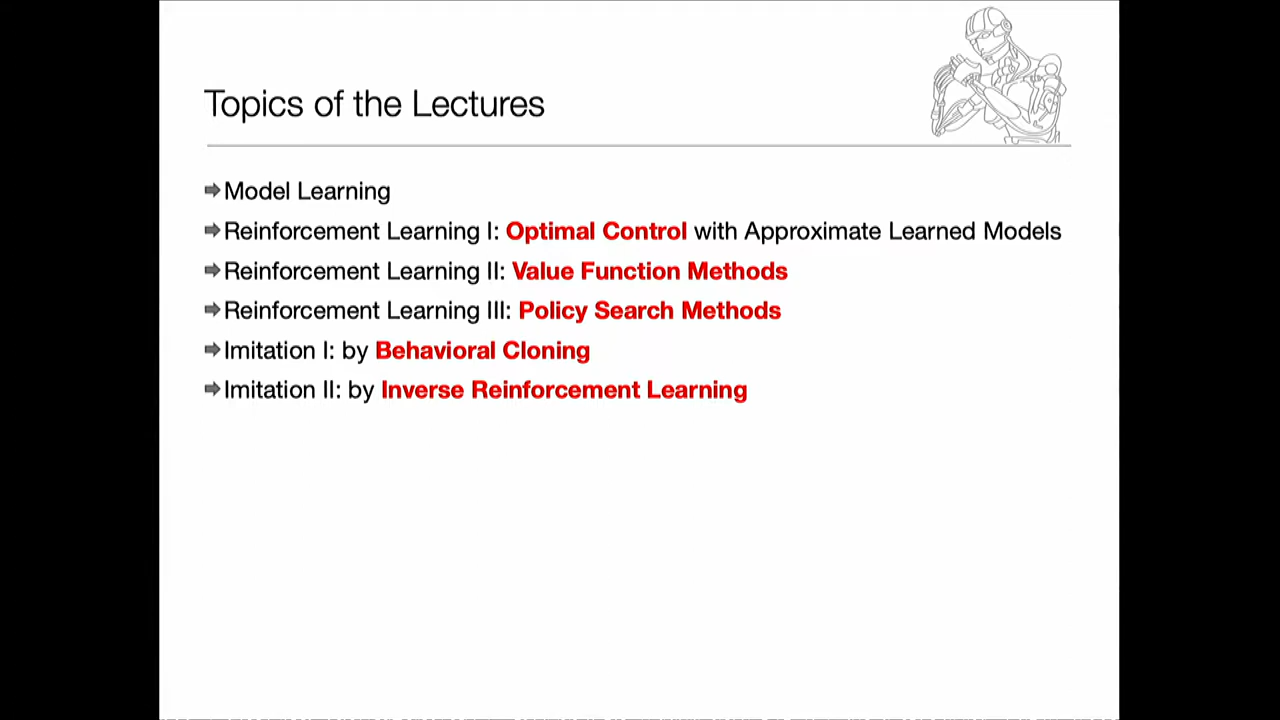 Topics of the Lectures
Model Learning
Reinforcement Learning I: Optimal Control with Approximate Learned Models
Reinforcement Learning II: Value Function Methods
Reinforcement Learning III: Policy Search Methods
Imitation I: by Behavioral Cloning
Imitation II: by Inverse Reinforcement Learning